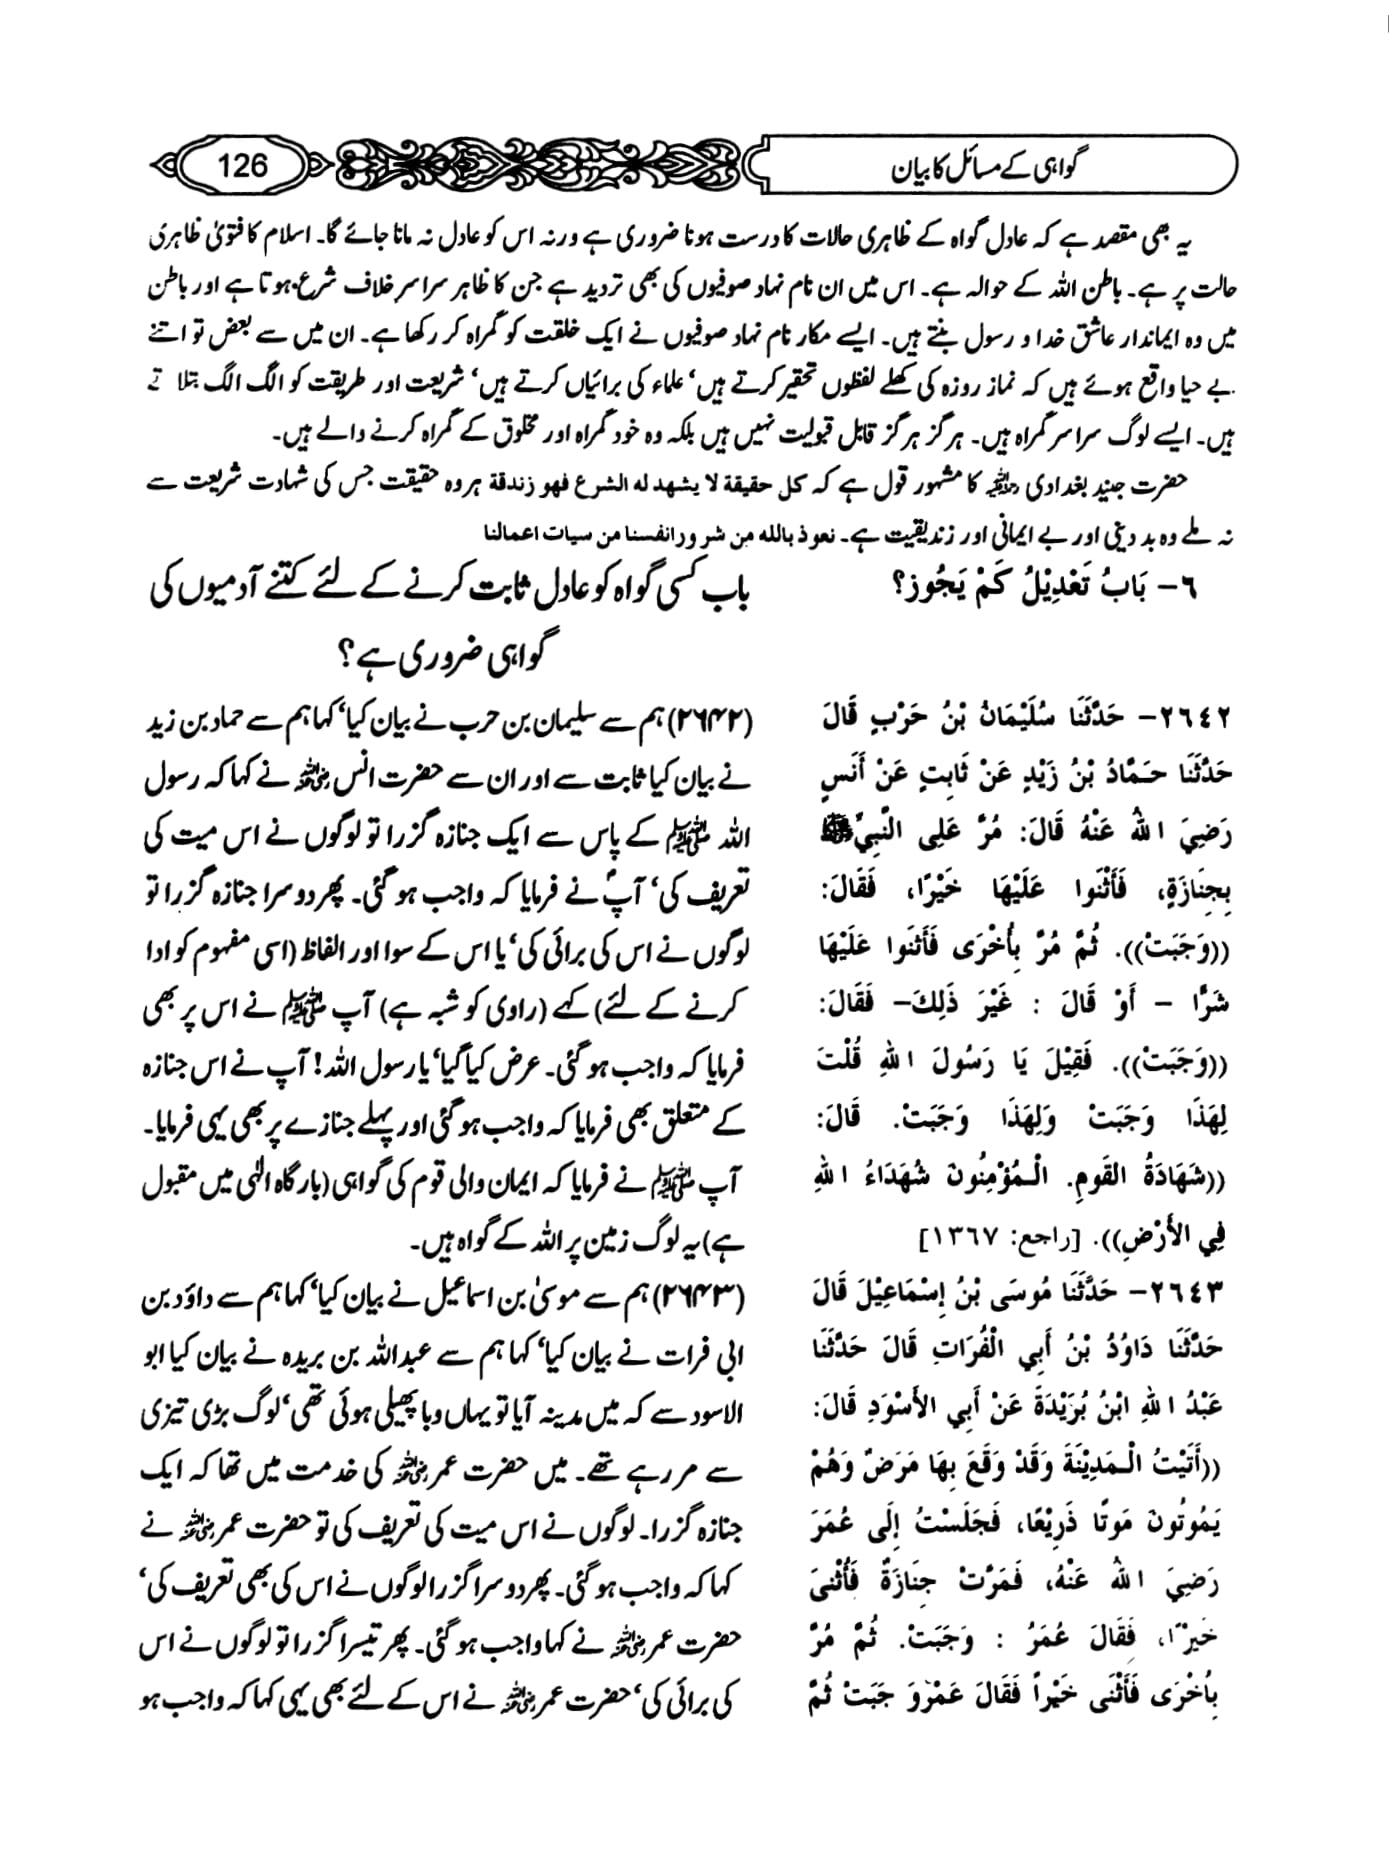 گواہی کے مسائل کا بیان
126
یہ بھی مقصد ہے کہ عادل گواہ کے ظاہری حالات کا درست ہونا ضروری ہے ورنہ اس کو عادل نہ مانا جائے گا۔ اسلام کا فتویٰ ظاہری
حالت پر ہے۔ باطن اللہ کے حوالہ ہے۔ اس میں ان نام نہاد صوفیوں کی بھی تردید ہے جن کا ظاہر سراسر خلاف شرع ہوتا ہے اور باطن
میں وہ ایماندار عاشق خدا و رسول بنتے ہیں۔ ایسے مکار نام نہاد صوفیوں نے ایک خلقت کو گمراہ کر رکھا ہے۔ ان میں سے بعض تو اتنے
بے حیا واقع ہوئے ہیں کہ نماز روزہ کی کھلے لفظوں تحقیر کرتے ہیں‘ علماء کی برائیاں کرتے ہیں‘ شریعت اور طریقت کو الگ الگ بتلاتے
ہیں۔ ایسے لوگ سراسر گمراہ ہیں۔ ہرگز ہرگز قابل قبولیت نہیں ہیں بلکہ وہ خود گمراہ اور مخلوق کے گمراہ کرنے والے ہیں۔
حضرت جنید بغدادی رحمۃ اللہ علیہ کا مشہور قول ہے کہ کل حقیقة لا یشهد له الشرع فهو زندقة ہر وہ حقیقت جس کی شہادت شریعت سے
نہ ملے وہ بد دینی اور بے ایمانی اور زندیقیت ہے۔ نعوذ بالله من شرور انفسنا من سیات اعمالنا
٦- بَابُ تَعْدِيْلُ كَمْ يَجُوز؟
باب کسی گواہ کو عادل ثابت کرنے کے لئے کتنے آدمیوں کی
گواہی ضروری ہے؟
٢٦٤٢- حَدَّثَنَا سُلَيْمَانُ بْنُ حَرْبٍ قَالَ
حَدَّثَنَا حَمَّادُ بْنُ زَيْدٍ عَنْ ثَابِتٍ عَنْ أَنَسٍ
رَضِيَ اللهُ عَنْهُ قَالَ: مُرَّ عَلِى النَّبِيِّ ﷺ
بِجِنَازَةٍ، فَأَثْنَوا عَلَيْهَا خَيْرًا، فَقَالَ:
((وَجَبَتْ)). ثُمَّ مُرَّ بِأُخْرَى فَأَثنَوا عَلَيْهَا
شَرًّا – أَوْ قَالَ : غَيْرَ ذَلِكَ– فَقَالَ:
((وَجَبَتْ)). فَقِيْلَ يَا رَسُولَ اللهِ قُلْتَ
لِهَذَا وَجَبَتْ وَلِهَذَا وَجَبَتْ. قَالَ:
((شَهَادَةُ القَومِ. الْمُؤْمِنُونَ شُهَدَاءُ اللهِ
فِي الأَرْضِ)). [راجع: ١٣٦٧]
٢٦٤٣- حَدَّثَنَا مُوسَى بْنُ إِسْمَاعِيْلَ قَالَ
حَدَّثَنَا دَاوُدُ بْنُ أَبِي الْفُرَاتِ قَالَ حَدَّثَنَا
عَبْدُ اللهِ ابْنُ بُرَيْدَةَ عَنْ أَبِي الأَسْوَدِ قَالَ:
((أَتَيْتُ الْمَدِيْنَةَ وَقَدْ وَقَعَ بِهَا مَرَضٌ وَهُمْ
يَمُوتُونَ مَوتًا ذَرِيْعًا، فَجَلَسْتُ إِلَى عُمَرَ
رَضِيَ اللهُ عَنْهُ، فَمَرَّتْ جِنَازَةٌ فَأُثْنىَ
خَيْرًا، فَقَالَ عُمَرُ : وَجَبَتْ. ثُمَّ مُرَّ
بِأُخْرَى فَأَثْنَى خَيْراً فَقَالَ عَمْرُوَ جَبَتْ ثُمَّ
(۲۶۴۲) ہم سے سلیمان بن حرب نے بیان کیا‘ کہا ہم سے حماد بن زید
نے بیان کیا ثابت سے اور ان سے حضرت انس رضی اللہ عنہ نے کہا کہ رسول
اللہ ﷺ کے پاس سے ایک جنازہ گزرا تو لوگوں نے اس میت کی
تعریف کی‘ آپؐ نے فرمایا کہ واجب ہو گئی۔ پھر دوسرا جنازہ گزرا تو
لوگوں نے اس کی برائی کی‘ یا اس کے سوا اور الفاظ (اسی مفہوم کو ادا
کرنے کے لئے) کہے (راوی کو شبہ ہے) آپ ﷺ نے اس پر بھی
فرمایا کہ واجب ہو گئی۔ عرض کیا گیا‘ یا رسول اللہ! آپ نے اس جنازہ
کے متعلق بھی فرمایا کہ واجب ہو گئی اور پہلے جنازے پر بھی یہی فرمایا۔
آپ ﷺ نے فرمایا کہ ایمان والی قوم کی گواہی (بارگاہ الٰہی میں مقبول
ہے) یہ لوگ زمین پر اللہ کے گواہ ہیں۔
(۲۶۴۳) ہم سے موسیٰ بن اسماعیل نے بیان کیا‘ کہا ہم سے داؤد بن
ابی فرات نے بیان کیا‘ کہا ہم سے عبداللہ بن بریدہ نے بیان کیا ابو
الاسود سے کہ میں مدینہ آیا تو یہاں وبا پھیلی ہوئی تھی‘ لوگ بڑی تیزی
سے مر رہے تھے۔ میں حضرت عمر رضی اللہ عنہ کی خدمت میں تھا کہ ایک
جنازہ گزرا۔ لوگوں نے اس میت کی تعریف کی تو حضرت عمر رضی اللہ عنہ نے
کہا کہ واجب ہو گئی۔ پھر دوسرا گزرا لوگوں نے اس کی بھی تعریف کی‘
حضرت عمر رضی اللہ عنہ نے کہا واجب ہو گئی۔ پھر تیسرا گزرا تو لوگوں نے اس
کی برائی کی‘ حضرت عمر رضی اللہ عنہ نے اس کے لئے بھی یہی کہا کہ واجب ہو